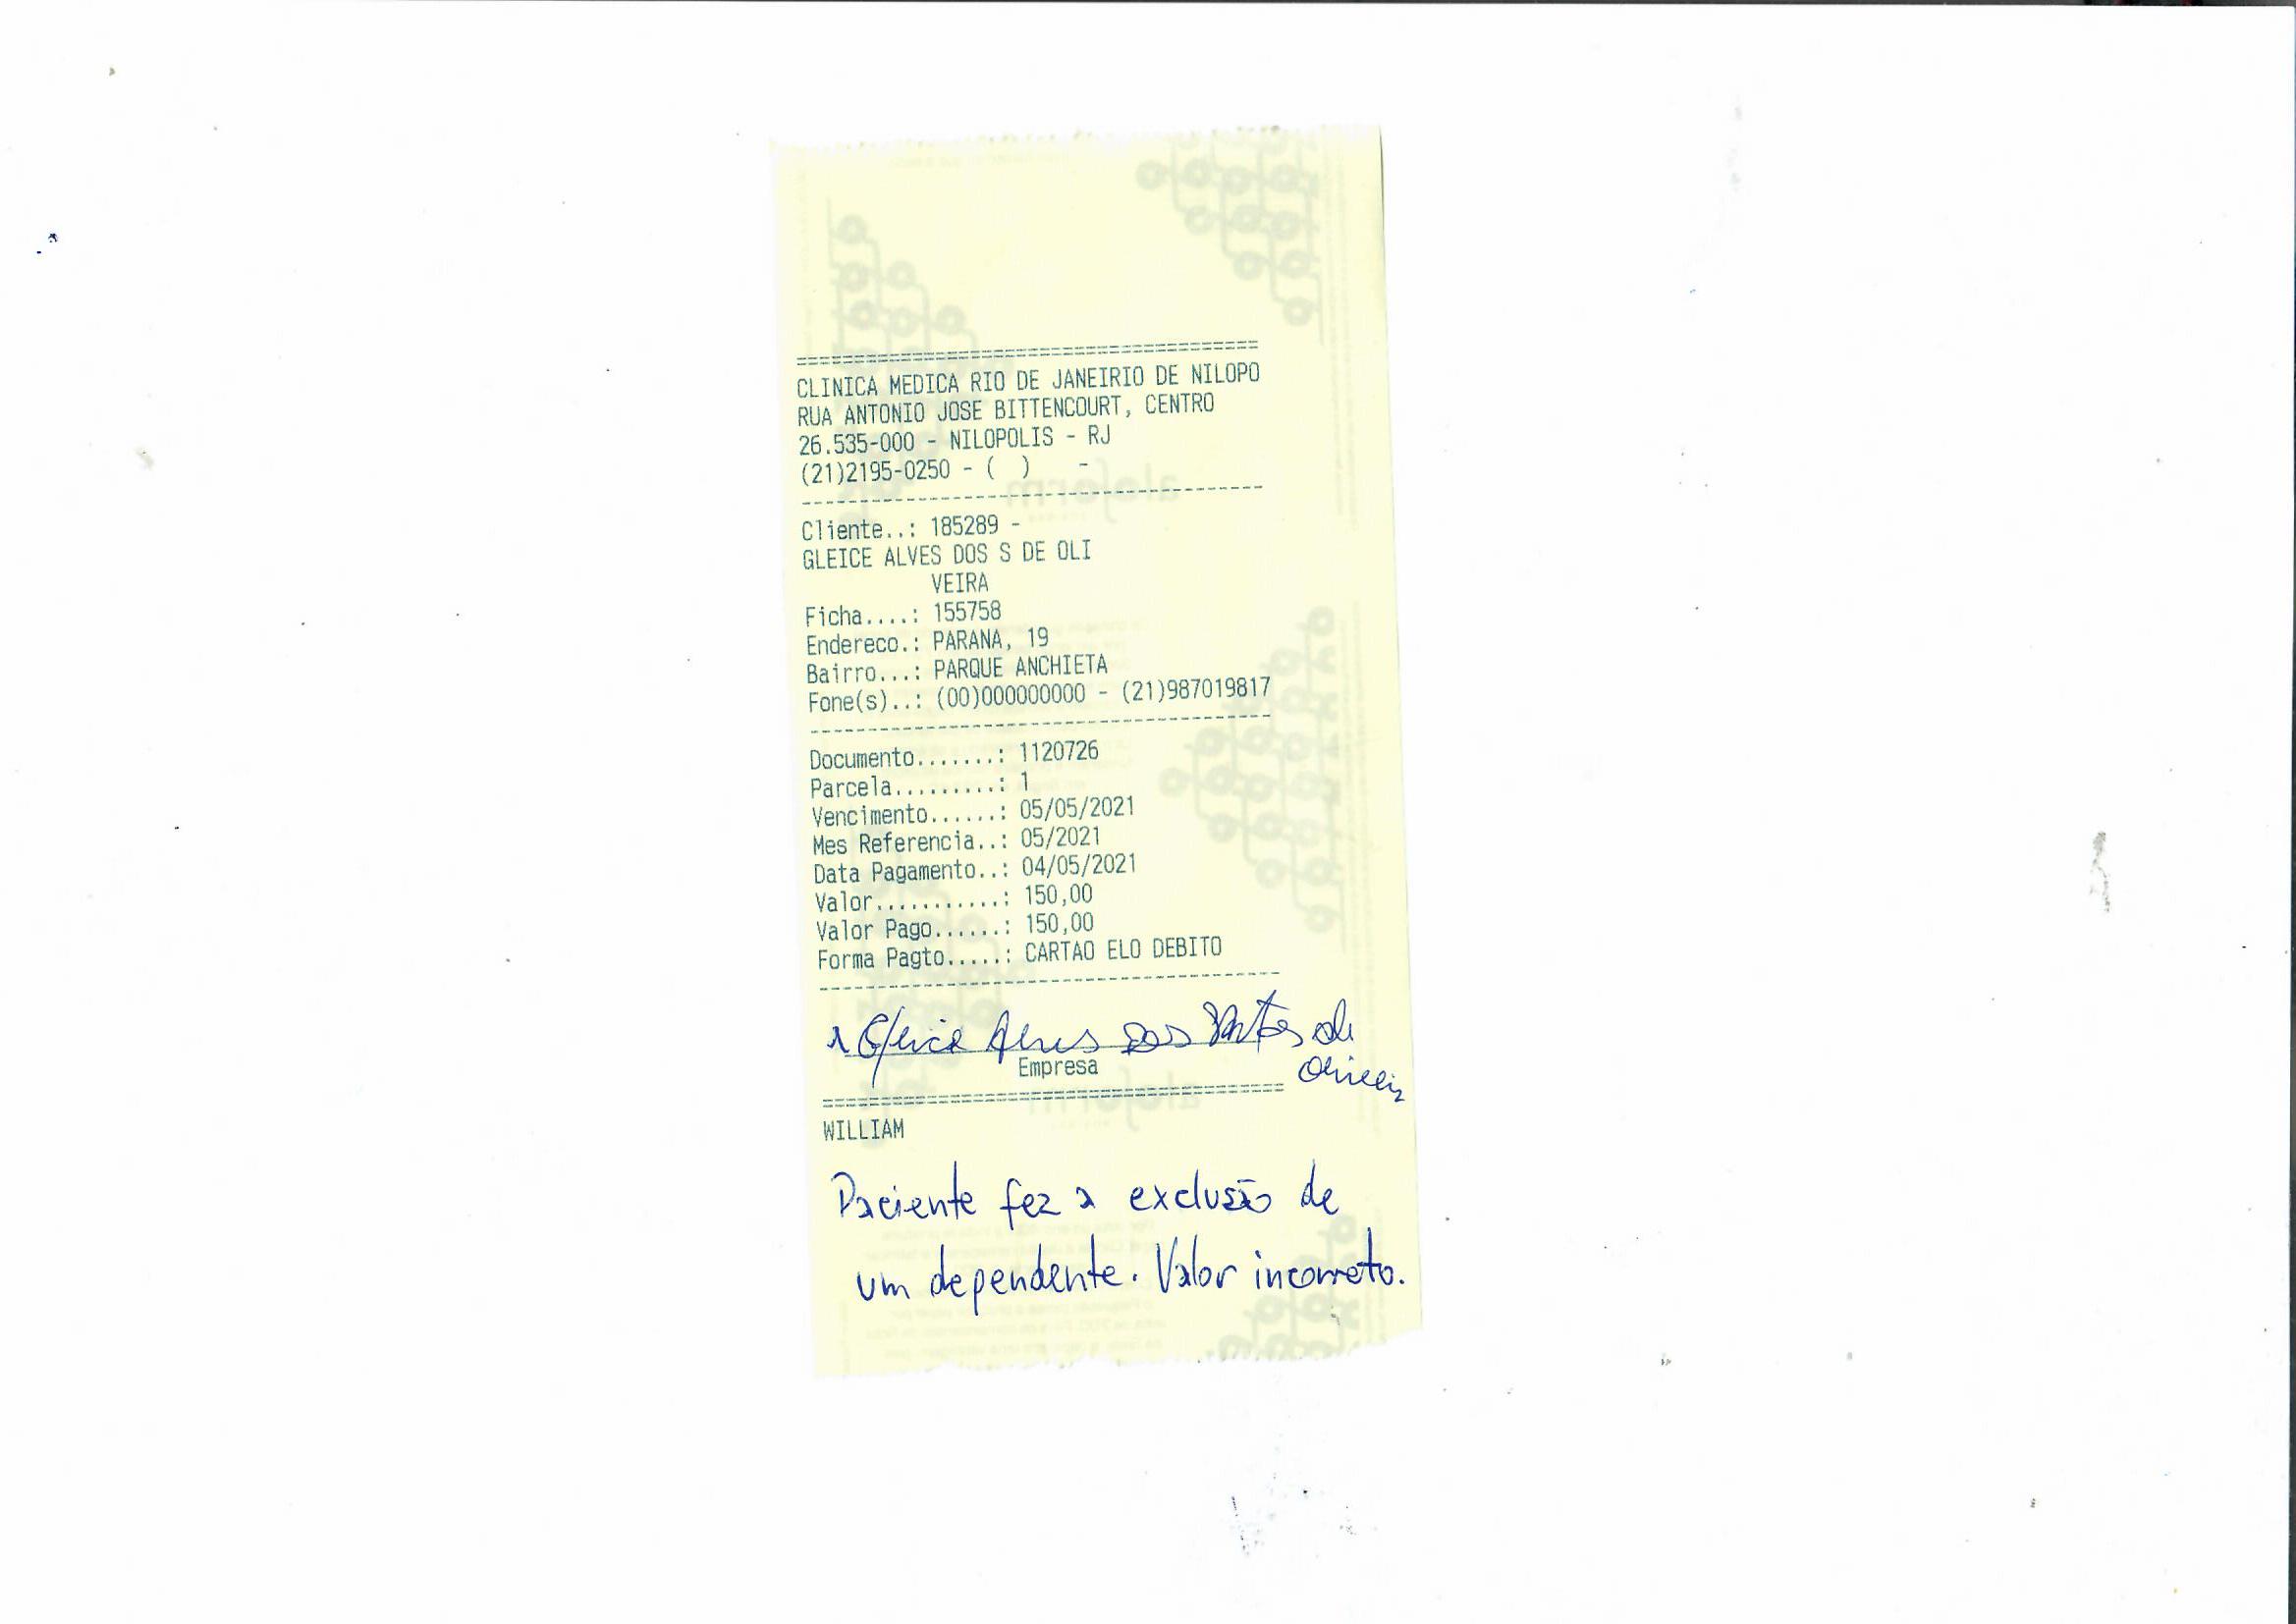 ========================================
CLINICA MEDICA RIO DE JANEIRIO DE NILOPO
RUA ANTONIO JOSE BITTENCOURT, CENTRO
26.535-000 - NILOPOLIS - RJ
(21)2195-0250 - (  )    -
----------------------------------------
Cliente..: 185289 -
GLEICE ALVES DOS S DE OLI
VEIRA
Ficha....: 155758
Endereco.: PARANA, 19
Bairro...: PARQUE ANCHIETA
Fone(s)..: (00)000000000 - (21)987019817
----------------------------------------
Documento.......: 1120726
Parcela.........: 1
Vencimento......: 05/05/2021
Mes Referencia..: 05/2021
Data Pagamento..: 04/05/2021
Valor...........: 150,00
Valor Pago......: 150,00
Forma Pagto.....: CARTAO ELO DEBITO
----------------------------------------
Gleice Alves dos Santos de
Oliveira
Empresa
========================================
WILLIAM
Paciente fez a exclusão de
um dependente. Valor incorreto.